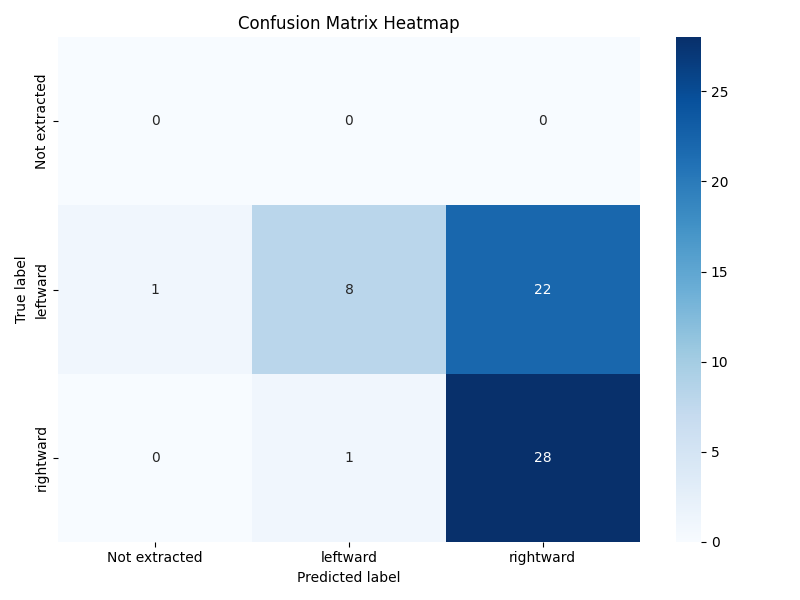 Confusion Matrix Heatmap
True label
Not extracted
0 0 0
leftward
1 8 22
rightward
0 1 28
Not extracted leftward rightward
Predicted label
25
20
15
10
5
0